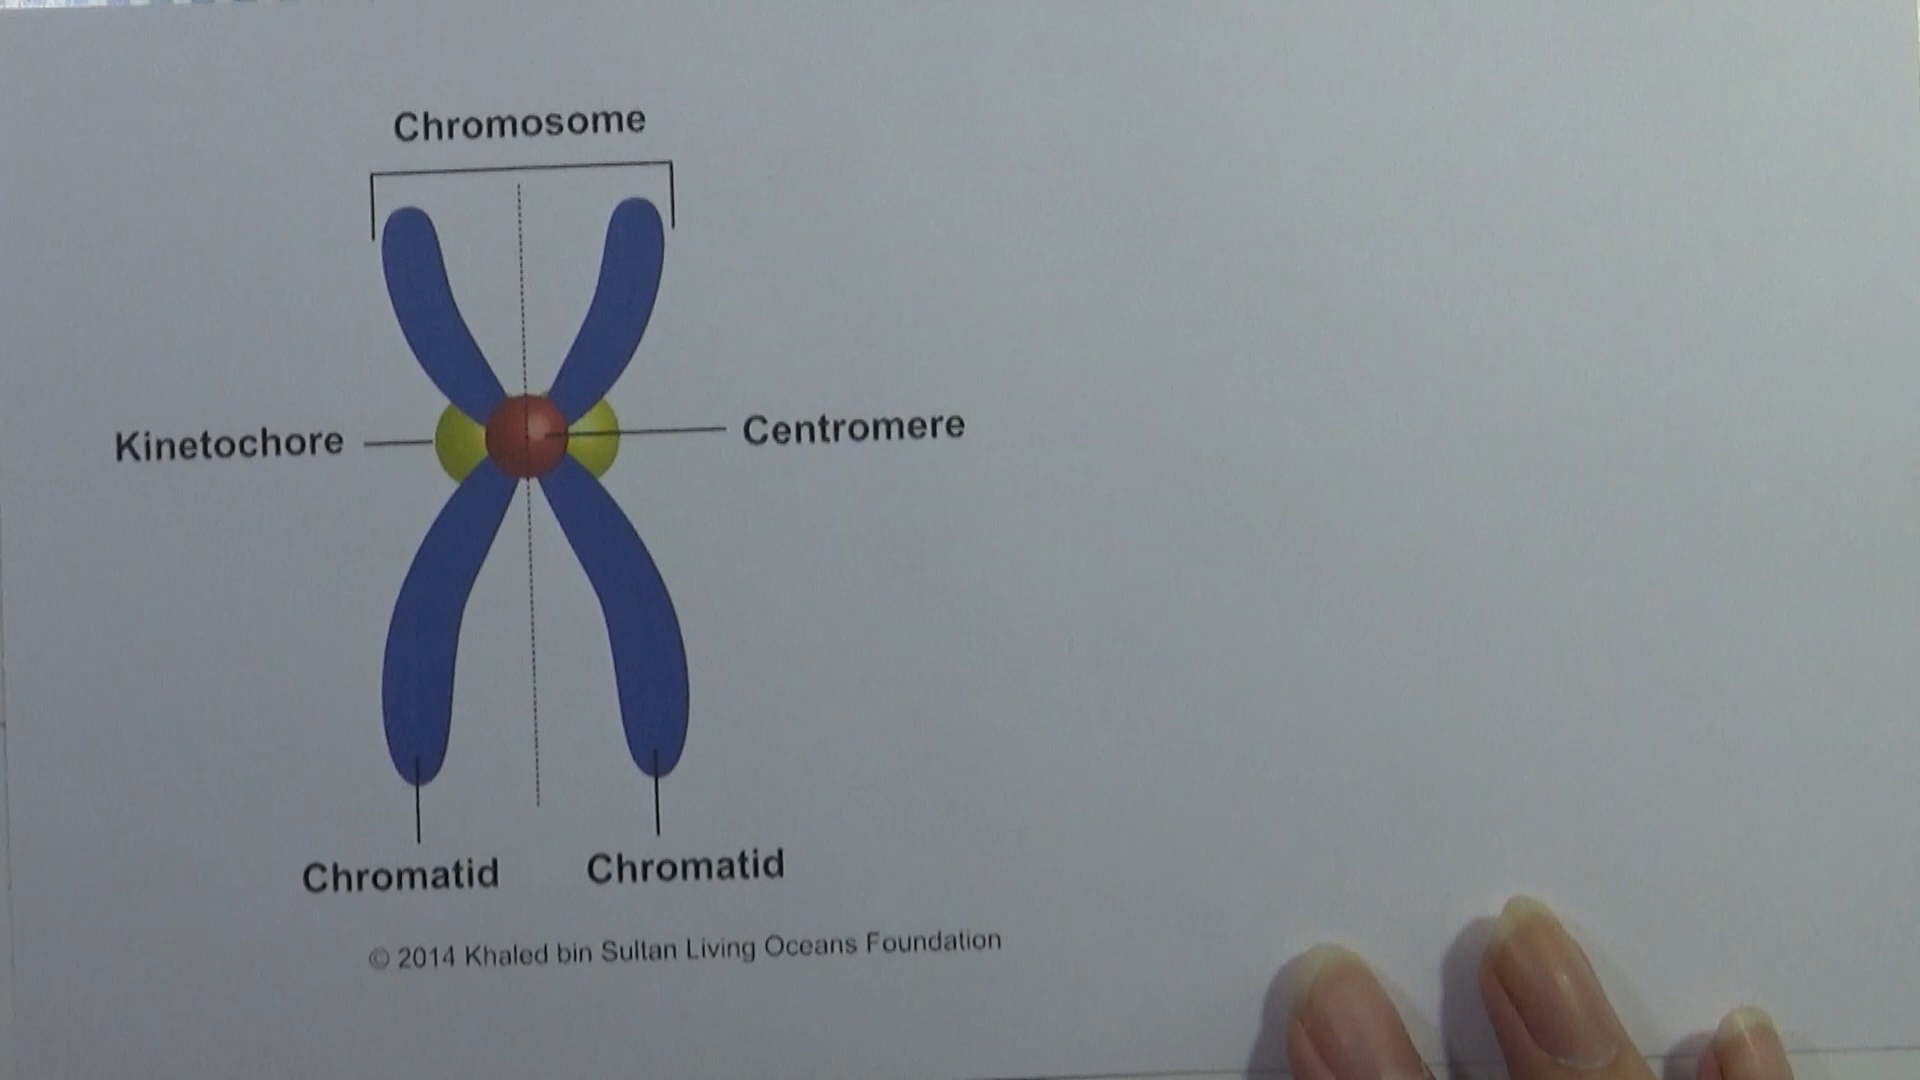 Chromosome
Kinetochore
Centromere
Chromatid
Chromatid
© 2014 Khaled bin Sultan Living Oceans Foundation